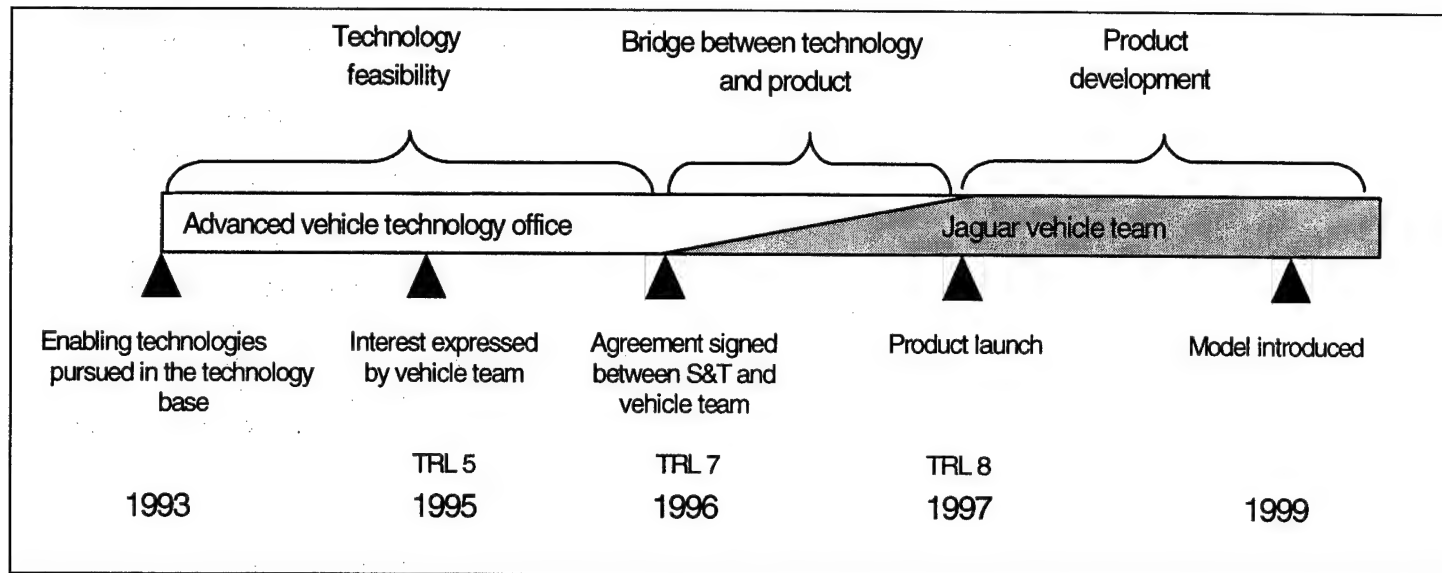 Technology
feasibility
Bridge between technology
and product
Product
development
Advanced vehicle technology office
Jaguar vehicle team
Enabling technologies
pursued in the technology
base
Interest expressed
by vehicle team
Agreement signed
between S&T and
vehicle team
Product launch
Model introduced
TRL 5
TRL 7
TRL 8
1993
1995
1996
1997
1999